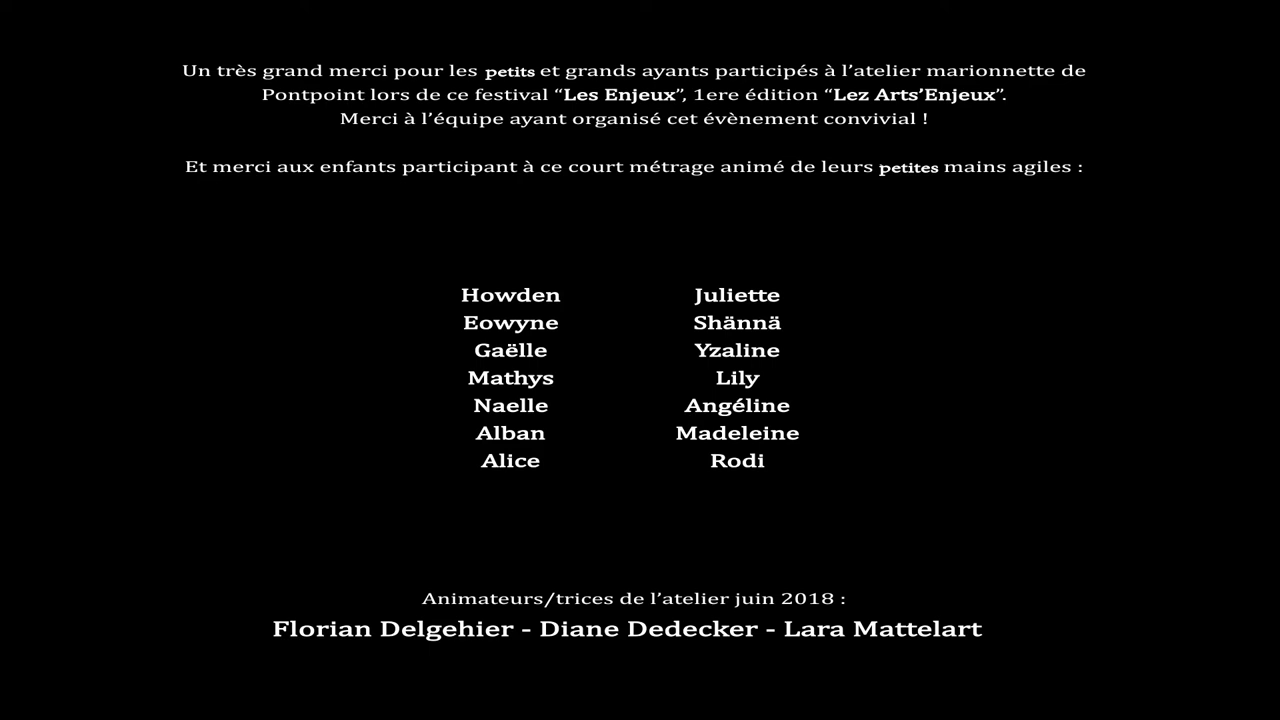 Un très grand merci pour les petits et grands ayants participés à l’atelier marionnette de
Pontpoint lors de ce festival “Les Enjeux”, 1ere édition “Lez Arts’Enjeux”.
Merci à l’équipe ayant organisé cet évènement convivial !
Et merci aux enfants participant à ce court métrage animé de leurs petites mains agiles :
Howden
Eowyne
Gaëlle
Mathys
Naelle
Alban
Alice
Juliette
Shännä
Yzaline
Lily
Angéline
Madeleine
Rodi
Animateurs/trices de l’atelier juin 2018 :
Florian Delgehier - Diane Dedecker - Lara Mattelart